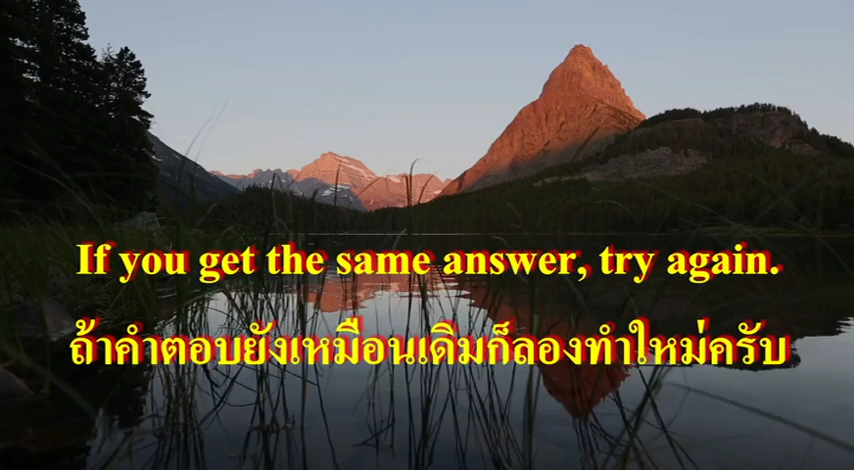 If you get the same answer, try again.
ถ้าคำตอบยังเหมือนเดิมก็ลองทำใหม่ครับ